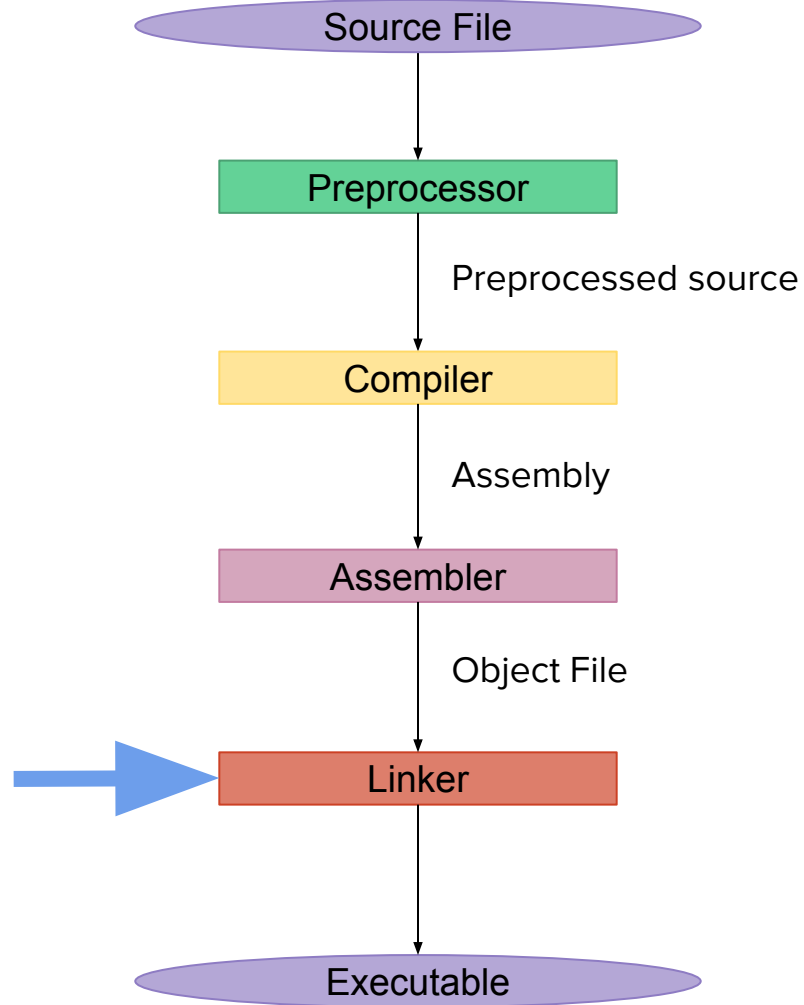 Source File
Preprocessor
Preprocessed source
Compiler
Assembly
Assembler
Object File
Linker
Executable